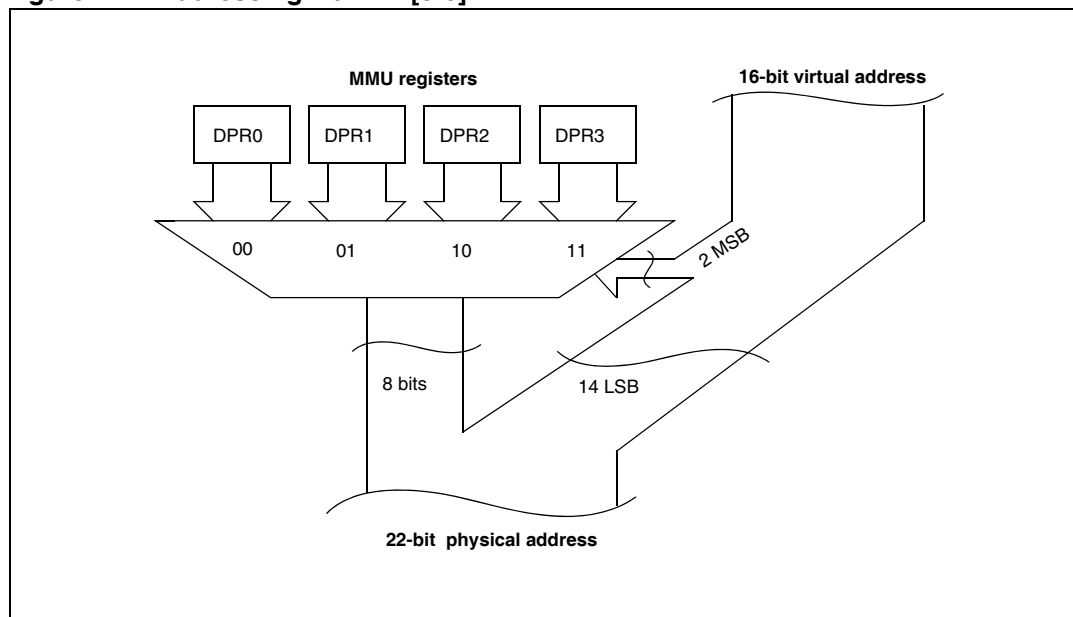 MMU registers
16-bit virtual address
DPR0 DPR1 DPR2 DPR3
00 01 10 11
2 MSB
8 bits
14 LSB
22-bit physical address